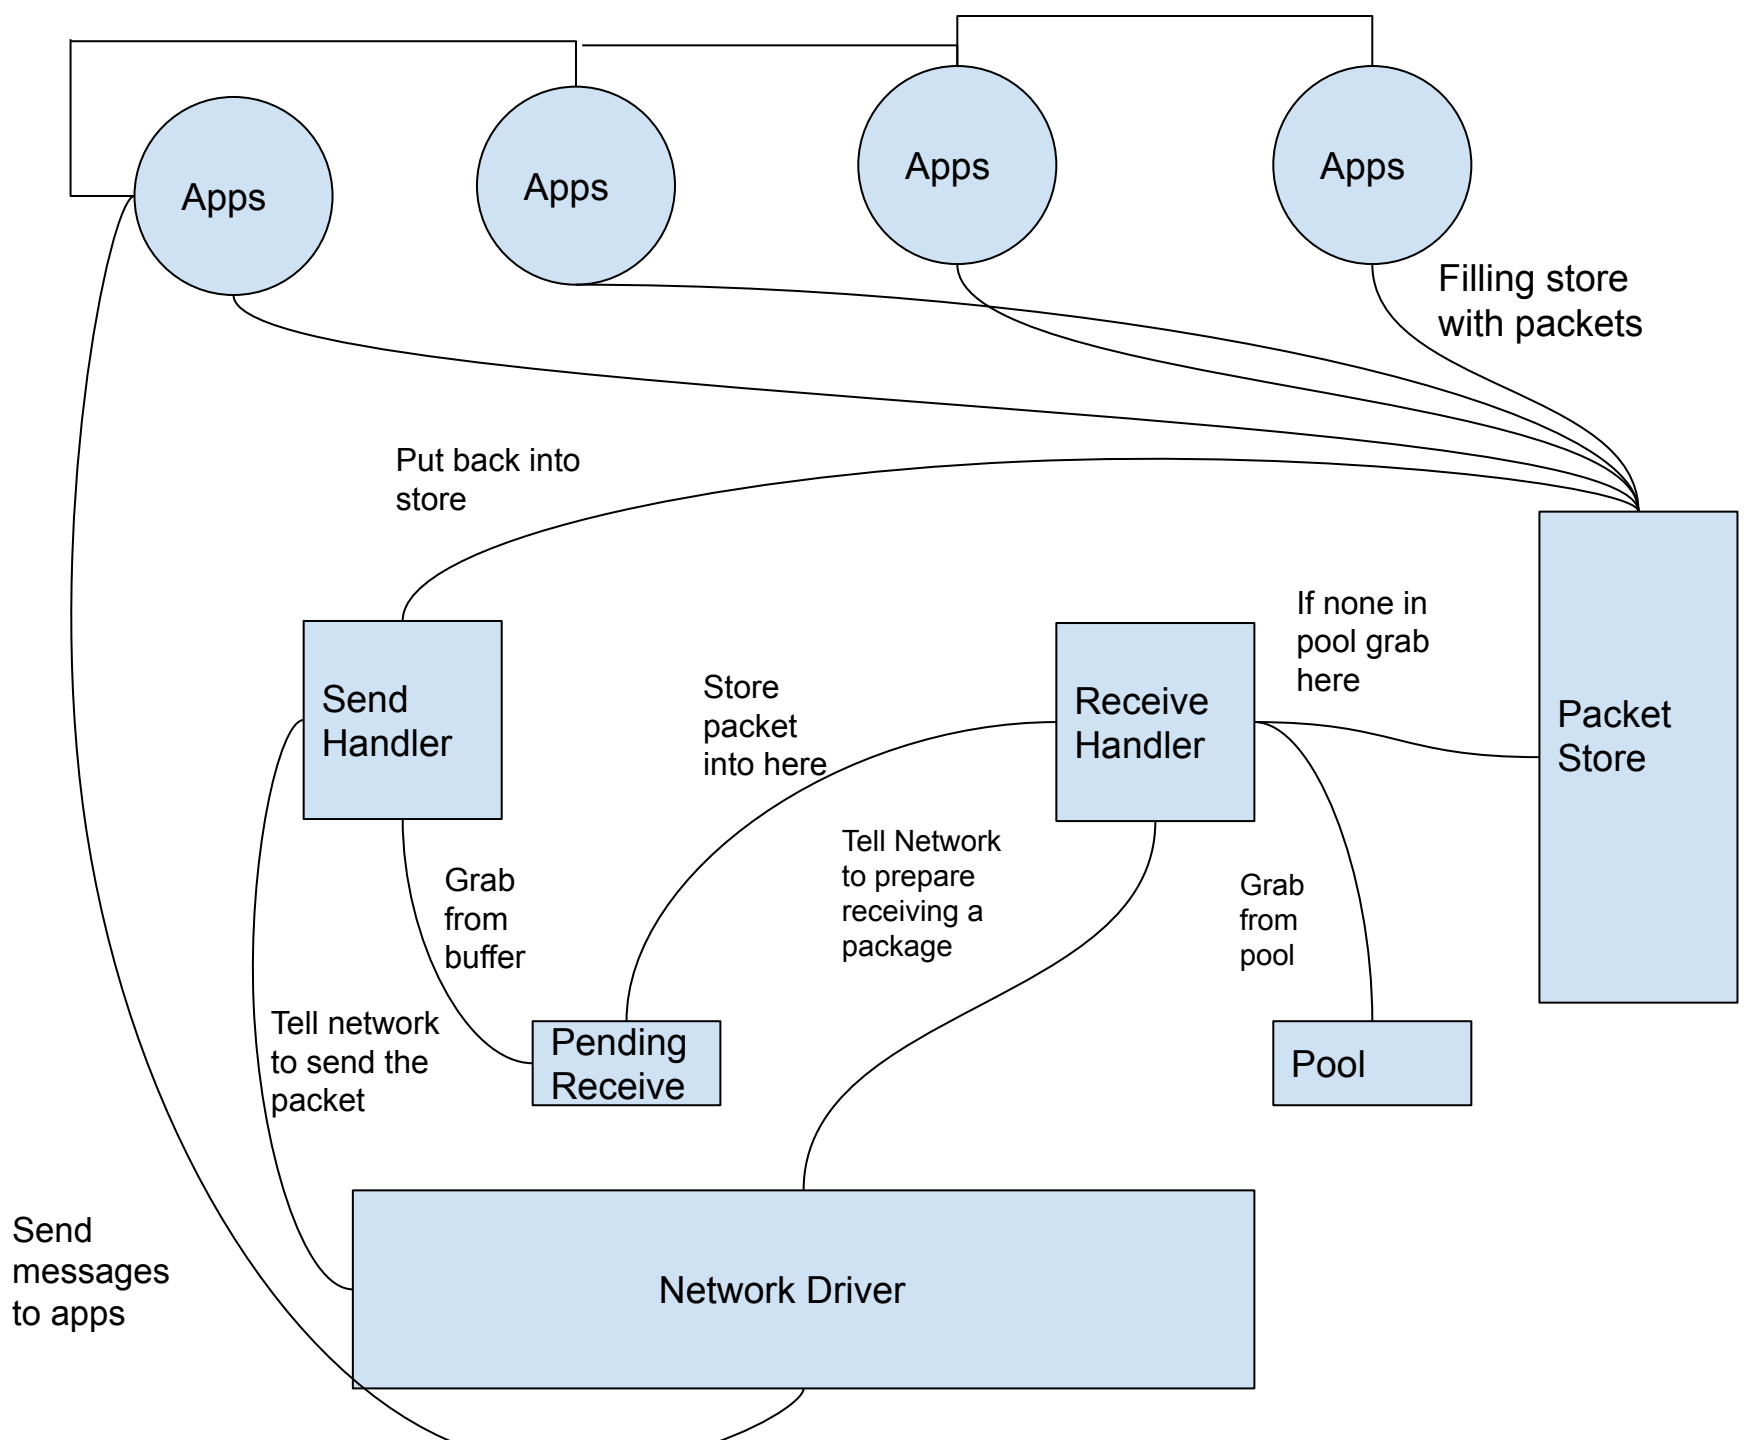 Apps
Apps
Apps
Apps
Filling store
with packets
Put back into
store
If none in
pool grab
here
Send
Handler
Store
packet
into here
Receive
Handler
Packet
Store
Grab
from
buffer
Tell Network
to prepare
receiving a
package
Grab
from
pool
Tell network
to send the
packet
Pending
Receive
Pool
Send
messages
to apps
Network Driver